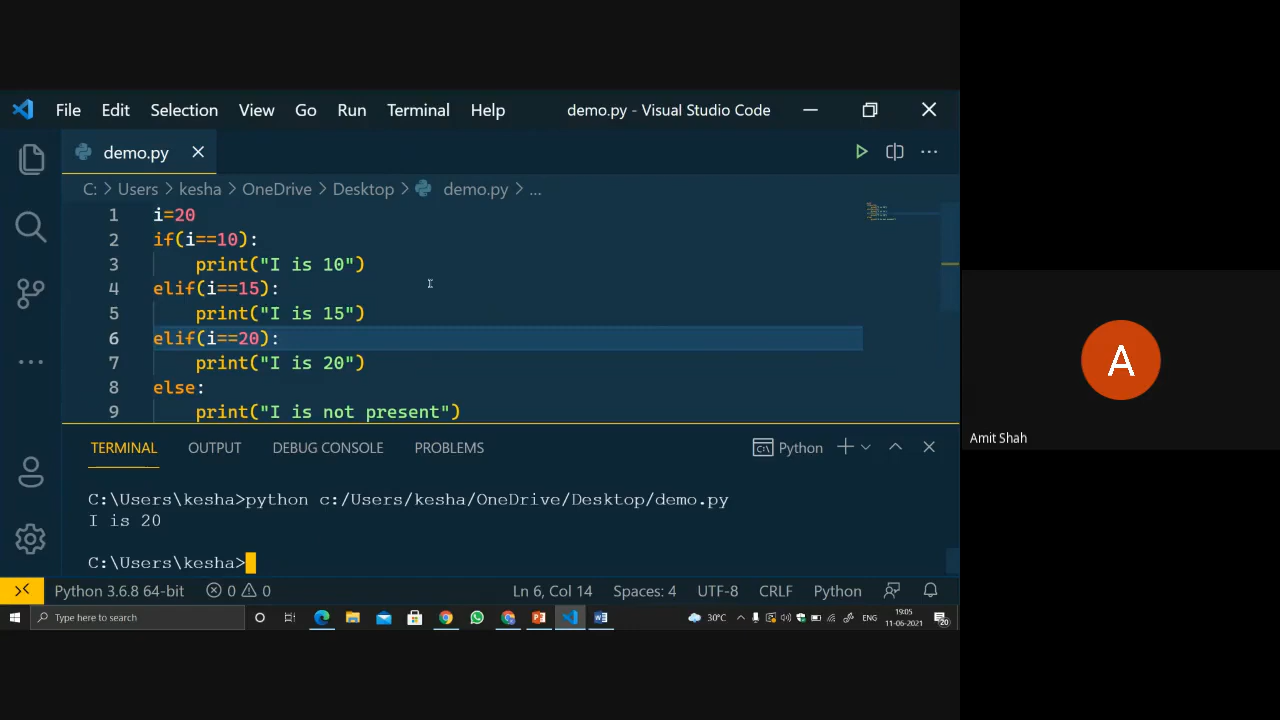 File Edit Selection View Go Run Terminal Help demo.py - Visual Studio Code
demo.py
C: > Users > kesha > OneDrive > Desktop > demo.py > ...
1 i=20
2 if(i==10):
3 print("I is 10")
4 elif(i==15):
5 print("I is 15")
6 elif(i==20):
7 print("I is 20")
8 else:
9 print("I is not present")
TERMINAL OUTPUT DEBUG CONSOLE PROBLEMS Python
C:\Users\kesha>python c:/Users/kesha/OneDrive/Desktop/demo.py
I is 20
C:\Users\kesha>
Python 3.6.8 64-bit 0 0 Ln 6, Col 14 Spaces: 4 UTF-8 CRLF Python
Type here to search 30°C ENG 19:05
11-06-2021 20
A
Amit Shah